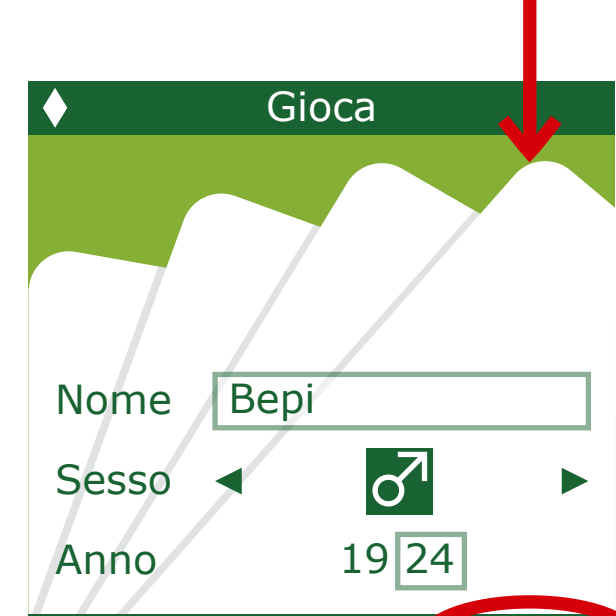 Gioca
Nome Bepi
Sesso ◄ ♂ ►
Anno 19 24